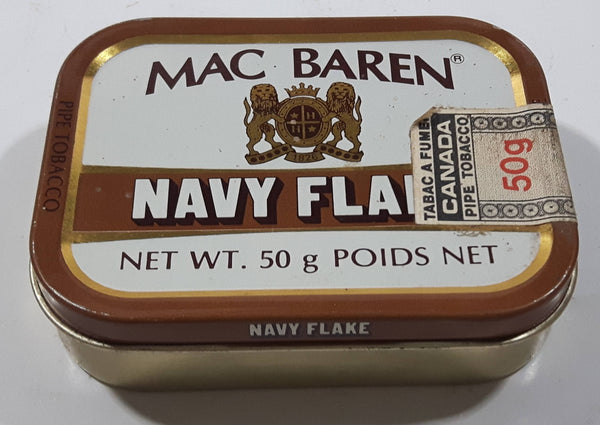 MAC BAREN®
H H
1826
NAVY FLA
NET WT. 50 g POIDS NET
NAVY FLAKE
PIPE TOBACCO
TABAC A FUME
CANADA
PIPE TOBACCO
50g